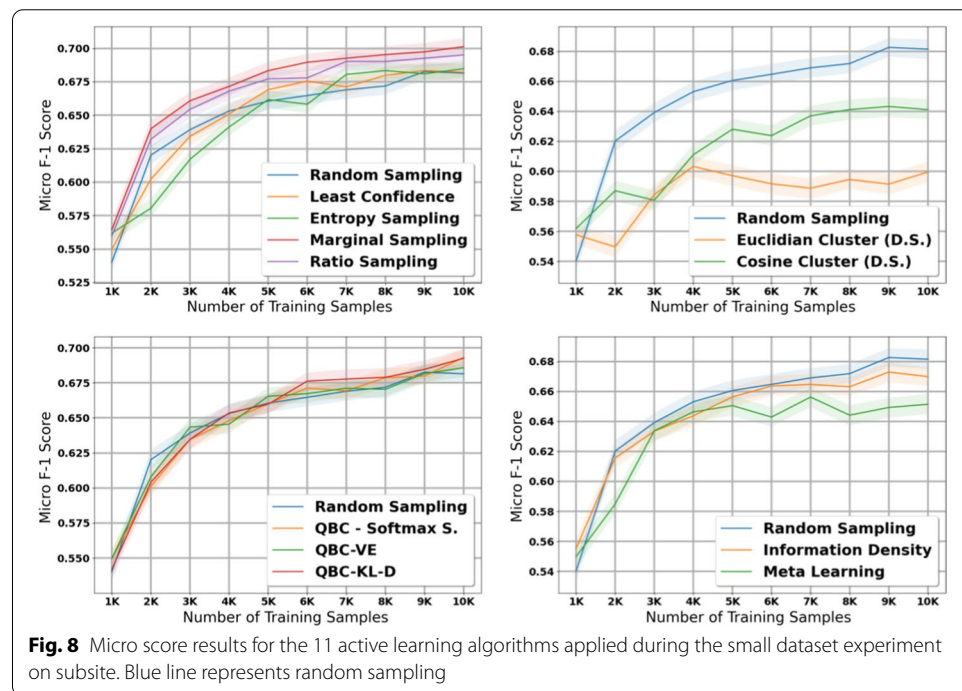 0.700
0.675
0.650
0.625
0.600
0.575
0.550
0.525
Micro F-1 Score
1K 2K 3K 4K 5K 6K 7K 8K 9K 10K
Number of Training Samples
Random Sampling
Least Confidence
Entropy Sampling
Marginal Sampling
Ratio Sampling
0.68
0.66
0.64
0.62
0.60
0.58
0.56
0.54
Micro F-1 Score
1K 2K 3K 4K 5K 6K 7K 8K 9K 10K
Number of Training Samples
Random Sampling
Euclidian Cluster (D.S.)
Cosine Cluster (D.S.)
0.700
0.675
0.650
0.625
0.600
0.575
0.550
Micro F-1 Score
1K 2K 3K 4K 5K 6K 7K 8K 9K 10K
Number of Training Samples
Random Sampling
QBC - Softmax S.
QBC-VE
QBC-KL-D
0.68
0.66
0.64
0.62
0.60
0.58
0.56
0.54
Micro F-1 Score
1K 2K 3K 4K 5K 6K 7K 8K 9K 10K
Number of Training Samples
Random Sampling
Information Density
Meta Learning
Fig. 8 Micro score results for the 11 active learning algorithms applied during the small dataset experiment
on subsite. Blue line represents random sampling